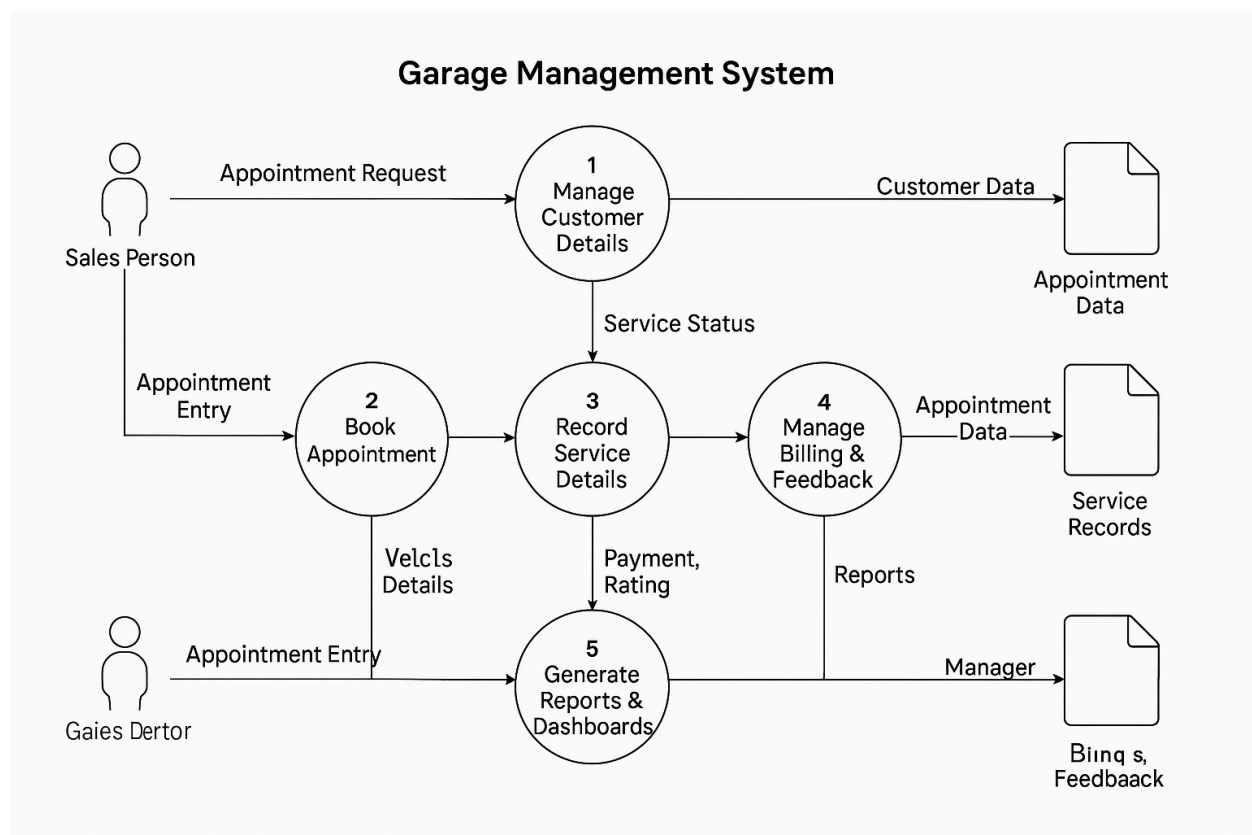 Garage Management System
Appointment Request
1
Manage
Customer
Details
Customer Data
Sales Person
Appointment
Data
Service Status
Appointment
Entry
2
Book
Appointment
3
Record
Service
Details
4
Manage
Billing &
Feedback
Appointment
Data
Service
Records
Velcls
Details
Payment,
Rating
Reports
Appointment Entry
5
Generate
Reports &
Dashboards
Manager
Gaies Dertor
Biinq s,
Feedbaack